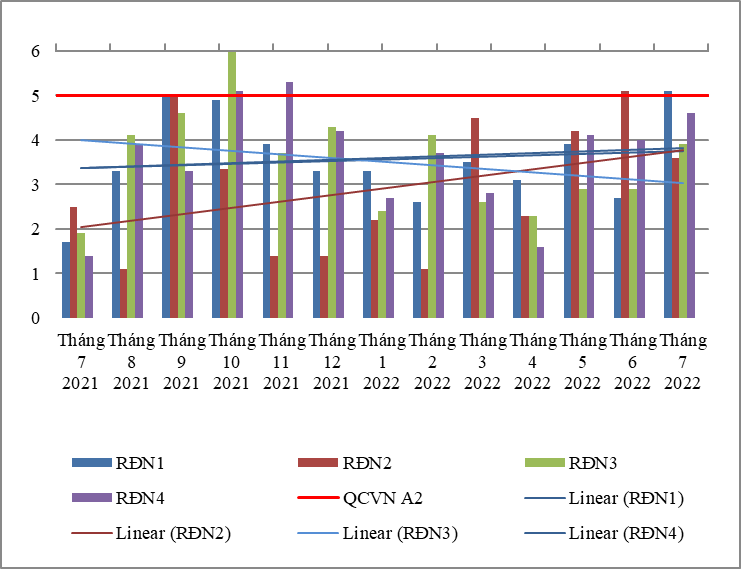 6
5
4
3
2
1
0
Tháng Tháng Tháng Tháng Tháng Tháng Tháng Tháng Tháng Tháng Tháng Tháng Tháng
7 8 9 10 11 12 1 2 3 4 5 6 7
2021 2021 2021 2021 2021 2021 2022 2022 2022 2022 2022 2022 2022
RĐN1 RĐN2 RĐN3
RĐN4 QCVN A2 Linear (RĐN1)
Linear (RĐN2) Linear (RĐN3) Linear (RĐN4)